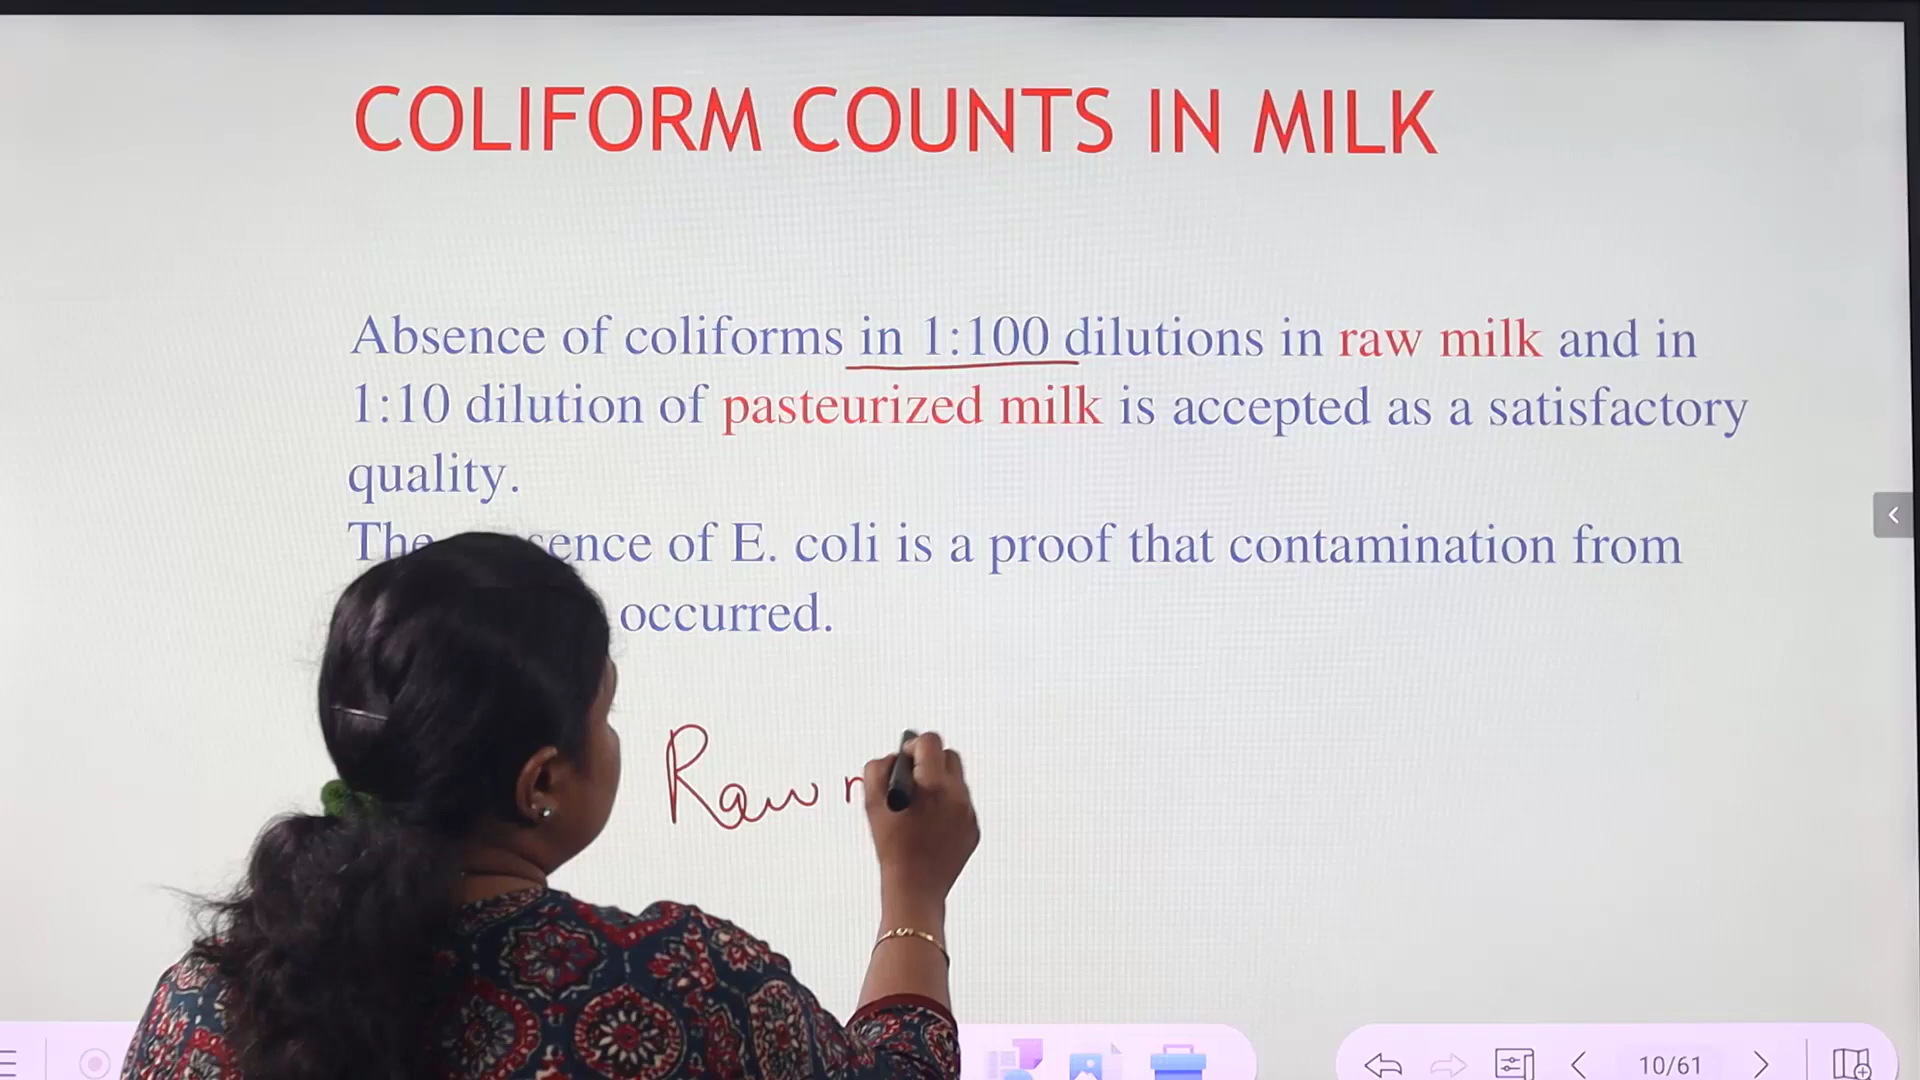 COLIFORM COUNTS IN MILK
Absence of coliforms in 1:100 dilutions in raw milk and in
1:10 dilution of pasteurized milk is accepted as a satisfactory
quality.
The of E. coli is a proof that contamination from
occurred.
Raw
10/61